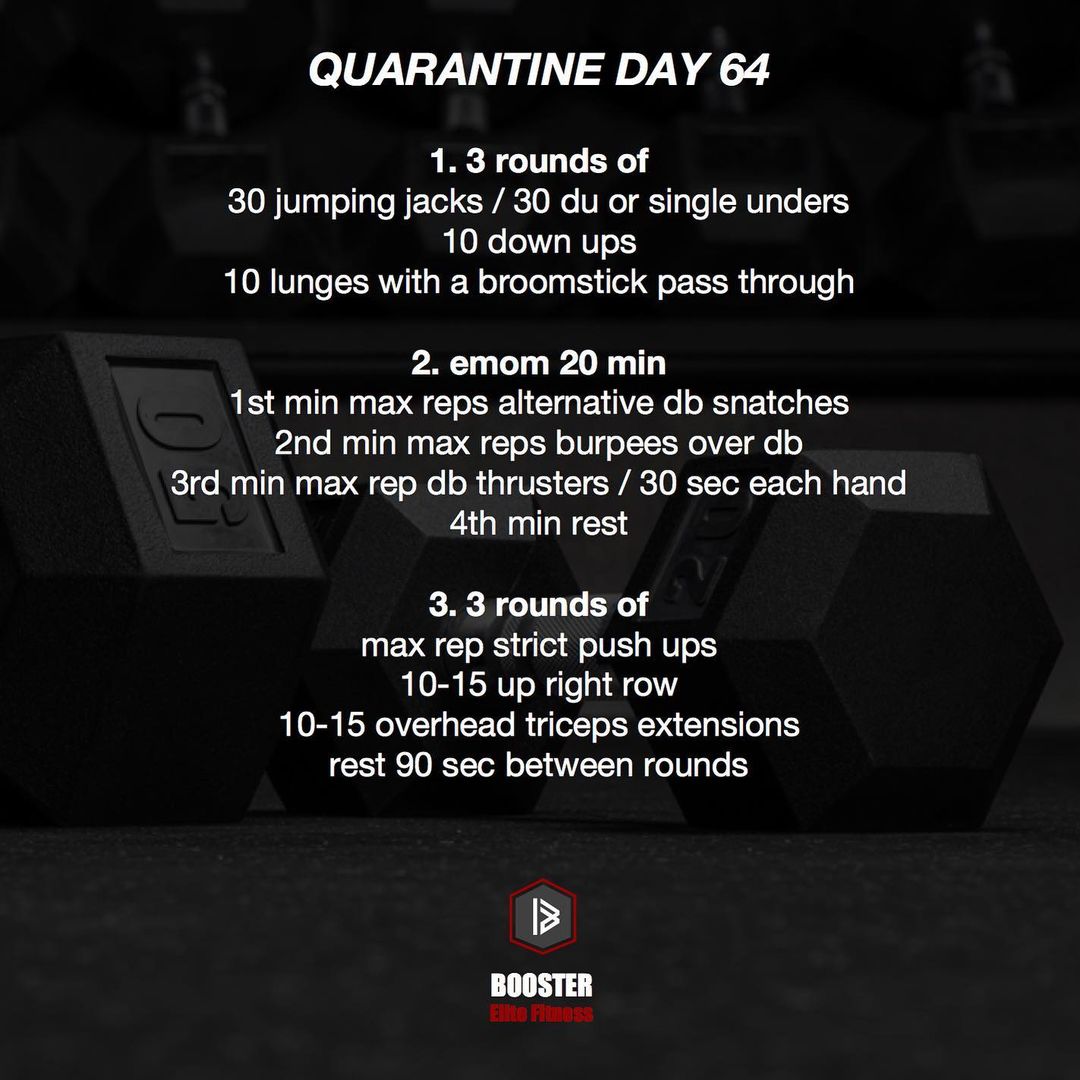 QUARANTINE DAY 64
1. 3 rounds of
30 jumping jacks / 30 du or single unders
10 down ups
10 lunges with a broomstick pass through
2. emom 20 min
1st min max reps alternative db snatches
2nd min max reps burpees over db
3rd min max rep db thrusters / 30 sec each hand
4th min rest
3. 3 rounds of
max rep strict push ups
10-15 up right row
10-15 overhead triceps extensions
rest 90 sec between rounds
50
20
B
BOOSTER
Elite Fitness